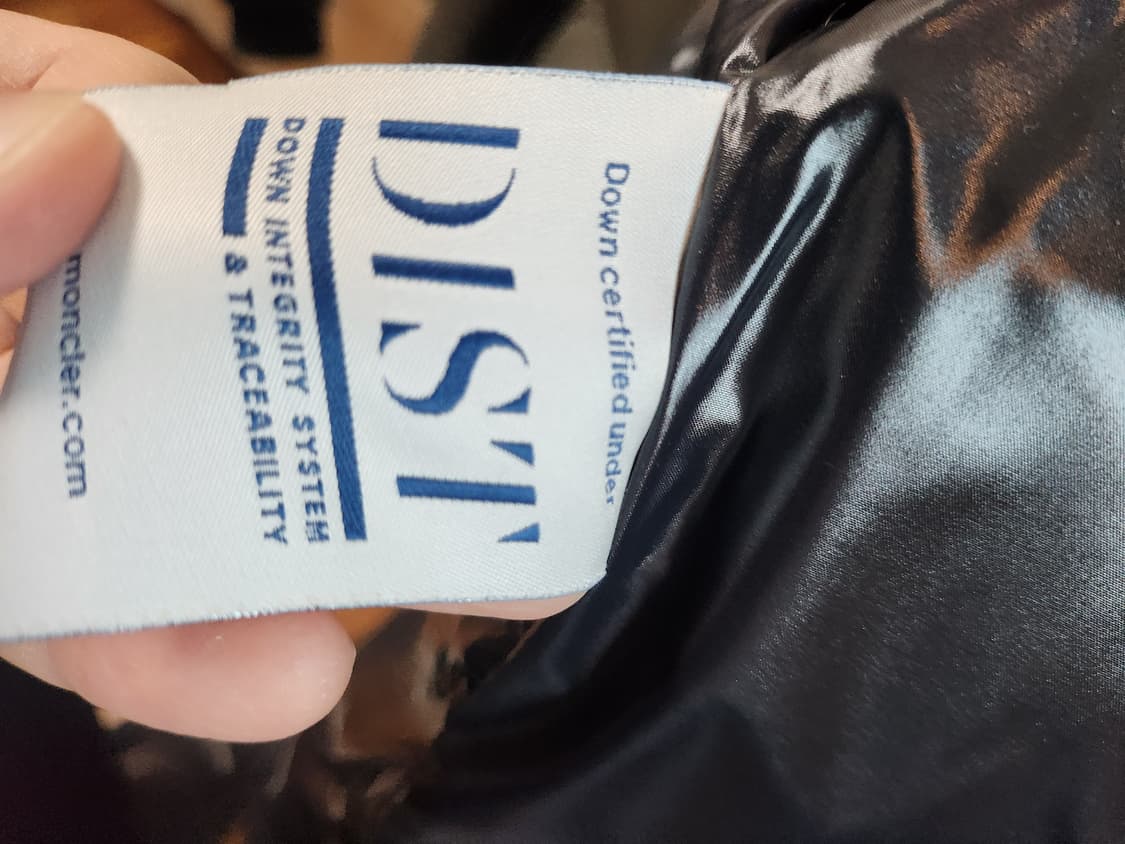 Down certified under
DIST
DOWN INTEGRITY SYSTEM
& TRACEABILITY
moncler.com